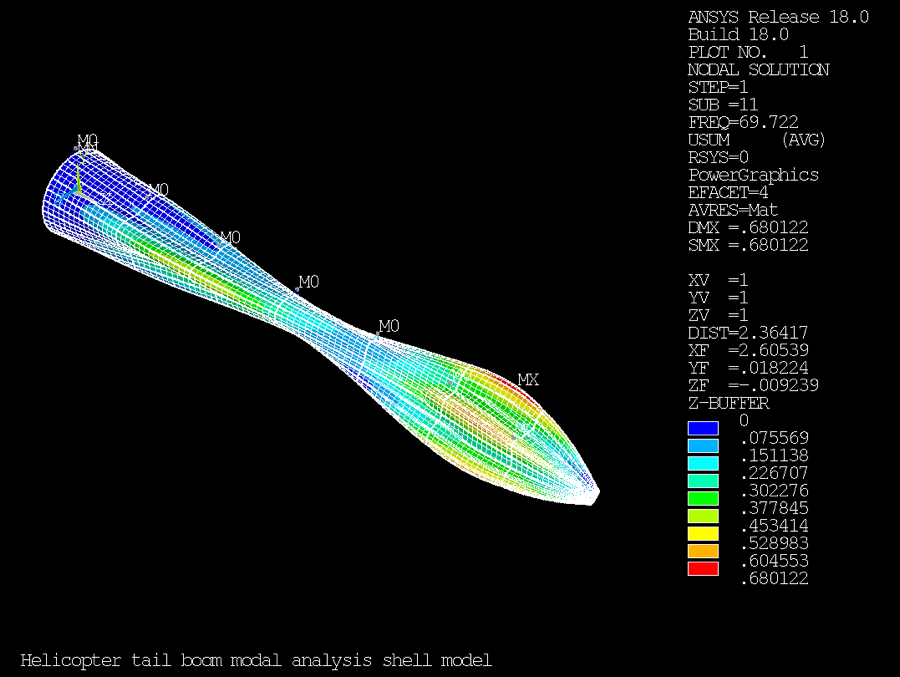 ANSYS Release 18.0
Build 18.0
PLOT NO. 1
NODAL SOLUTION
STEP=1
SUB =11
FREQ=69.722
USUM (AVG)
RSYS=0
PowerGraphics
EFACET=4
AVRES=Mat
DMX =.680122
SMX =.680122
XV =1
YV =1
ZV =1
DIST=2.36417
XF =2.60539
YF =.018224
ZF =-.009239
Z-BUFFER
0
.075569
.151138
.226707
.302276
.377845
.453414
.528983
.604553
.680122
M0
M0
M0
M0
M0
MX
Helicopter tail boom modal analysis shell model